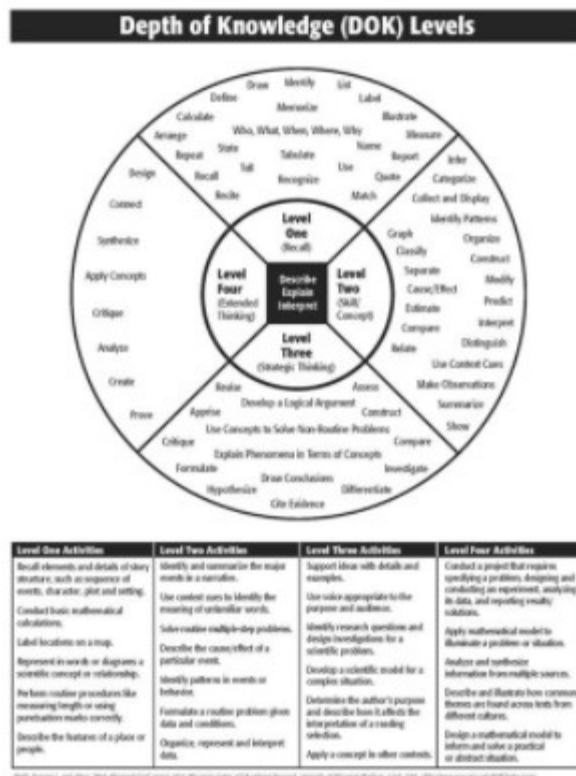 Depth of Knowledge (DOK) Levels
Draw
Identify
List
Define
Label
Memorize
Calculate
Illustrate
Who, What, When, Where, Why
Arrange
Measure
State
Name
Repeat
Tabulate
Report
Tell
Use
Recall
Recognize
Quote
Recite
Match
Infer
Categorize
Collect and Display
Identify Patterns
Graph
Organize
Classify
Construct
Separate
Modify
Cause/Effect
Predict
Estimate
Interpret
Compare
Distinguish
Relate
Use Context Cues
Make Observations
Summarize
Show
Design
Connect
Synthesize
Apply Concepts
Critique
Analyze
Create
Prove
Level
One
(Recall)
Level
Four
(Extended
Thinking)
Describe
Explain
Interpret
Level
Two
(Skill/
Concept)
Level
Three
(Strategic Thinking)
Revise
Assess
Develop a Logical Argument
Apprise
Construct
Use Concepts to Solve Non-Routine Problems
Critique
Compare
Explain Phenomena in Terms of Concepts
Formulate
Investigate
Draw Conclusions
Hypothesize
Differentiate
Cite Evidence
Level One Activities
Recall elements and details of story
structure, such as sequence of
events, character, plot and setting.
Conduct basic mathematical
calculations.
Label locations on a map.
Represent in words or diagrams a
scientific concept or relationship.
Perform routine procedures like
measuring length or using
punctuation marks correctly.
Describe the features of a place or
people.
Level Two Activities
Identify and summarize the major
events in a narrative.
Use context cues to identify the
meaning of unfamiliar words.
Solve routine multiple-step problems.
Describe the cause/effect of a
particular event.
Identify patterns in events or
behavior.
Formulate a routine problem given
data and conditions.
Organize, represent and interpret
data.
Level Three Activities
Support ideas with details and
examples.
Use voice appropriate to the
purpose and audience.
Identify research questions and
design investigations for a
scientific problem.
Develop a scientific model for a
complex situation.
Determine the author's purpose
and describe how it affects the
interpretation of a reading
selection.
Apply a concept in other contexts.
Level Four Activities
Conduct a project that requires
specifying a problem, designing and
conducting an experiment, analyzing
its data, and reporting results/
solutions.
Apply mathematical model to
illuminate a problem or situation.
Analyze and synthesize
information from multiple sources.
Describe and illustrate how common
themes are found across texts from
different cultures.
Design a mathematical model to
inform and solve a practical
or abstract situation.